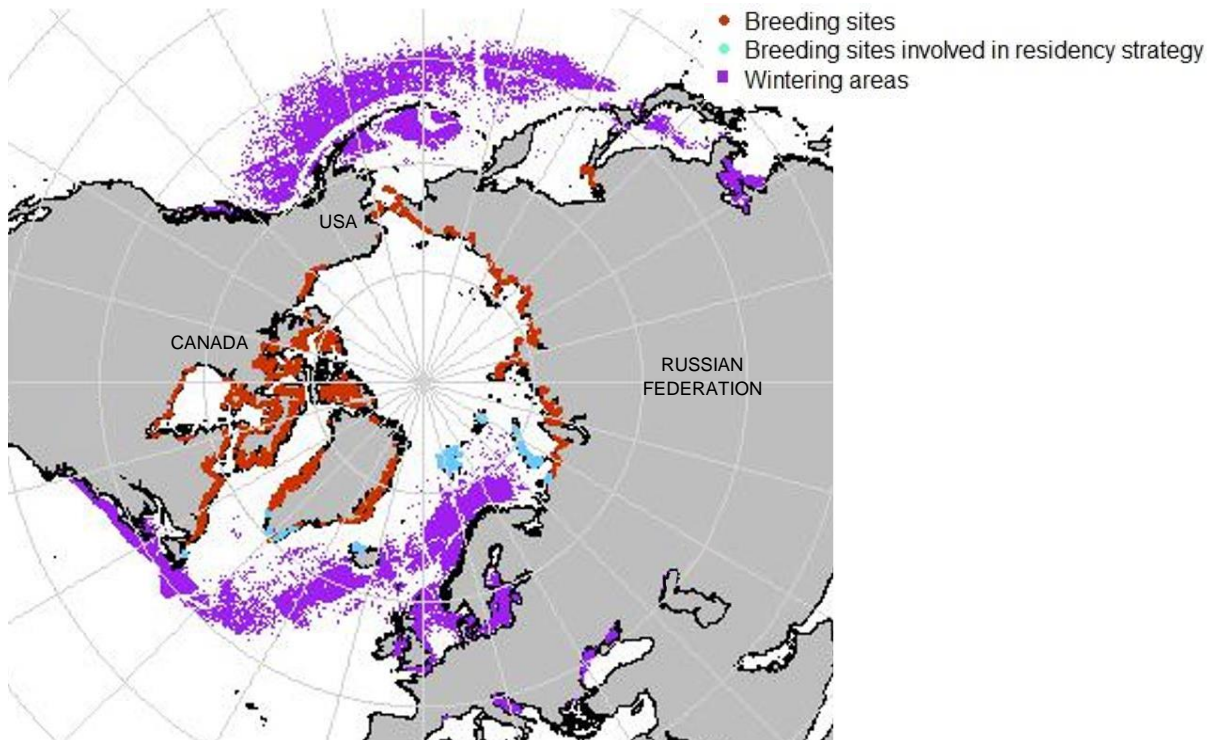 Breeding sites
Breeding sites involved in residency strategy
Wintering areas
USA
CANADA
RUSSIAN
FEDERATION